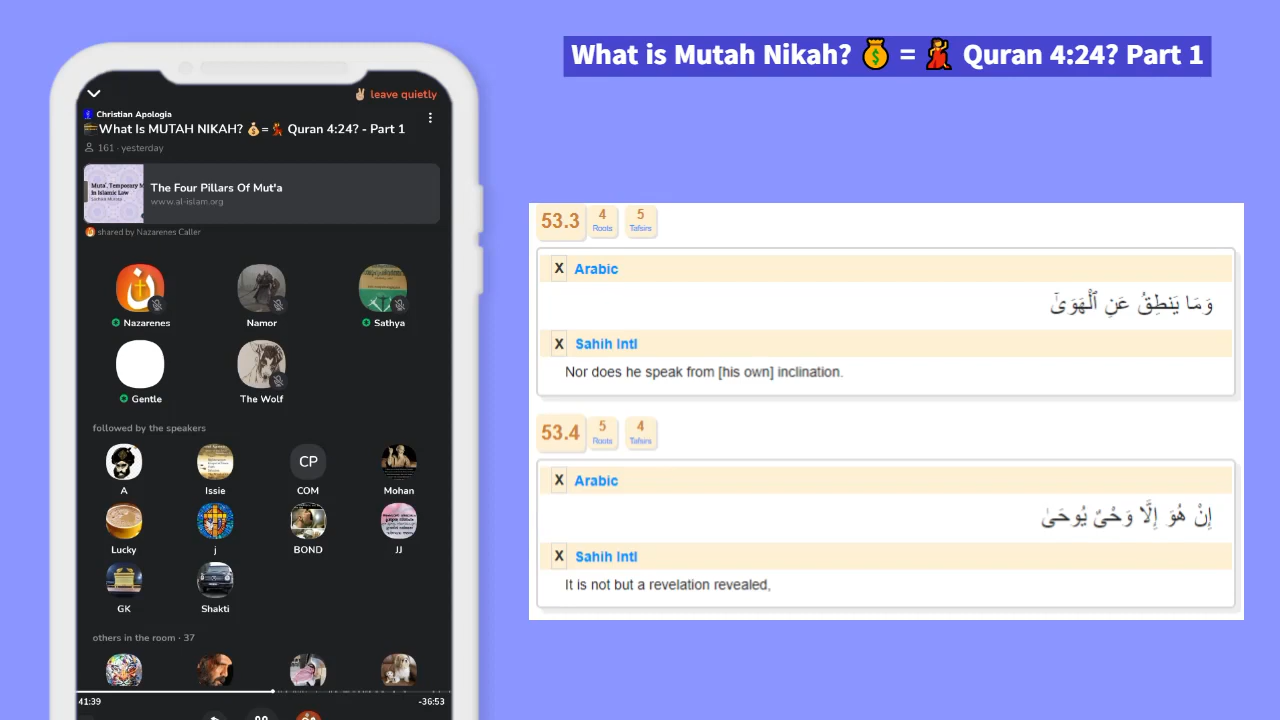 What is Mutah Nikah? 💰 = 💃 Quran 4:24? Part 1
✌🏼 leave quietly
Christian Apologia
What Is MUTAH NIKAH? 💰=💃 Quran 4:24? - Part 1
161 · yesterday
Muta', Temporary M
In Islamic Law
The Four Pillars Of Mut'a
www.al-islam.org
shared by Nazarenes Caller
Nazarenes
Namor
Sathya
Gentle
The Wolf
followed by the speakers
CP
A
Issie
COM
Mohan
Lucky
j
BOND
JJ
GK
Shakti
others in the room · 37
41:39
-36:53
53.3
4
Roots
5
Tafsirs
X Arabic
وَمَا يَنطِقُ عَنِ ٱلْهَوَىٰٓ
X Sahih Intl
Nor does he speak from [his own] inclination.
53.4
5
Roots
4
Tafsirs
X Arabic
إِنْ هُوَ إِلَّا وَحْىٌ يُوحَىٰ
X Sahih Intl
It is not but a revelation revealed,